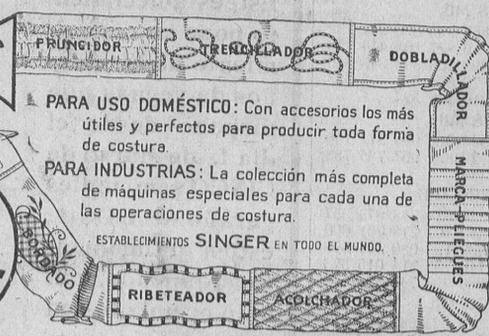 FRUNCIDOR
TRENCILLADOR
DOBLADILLADOR
PARA USO DOMÉSTICO: Con accesorios los más
útiles y perfectos para producir toda forma
de costura.
PARA INDUSTRIAS: La colección más completa
de máquinas especiales para cada una de
las operaciones de costura.
ESTABLECIMIENTOS SINGER EN TODO EL MUNDO.
MARCA-PLIEGUES
BORDADO
RIBETEADOR
ACOLCHADOR